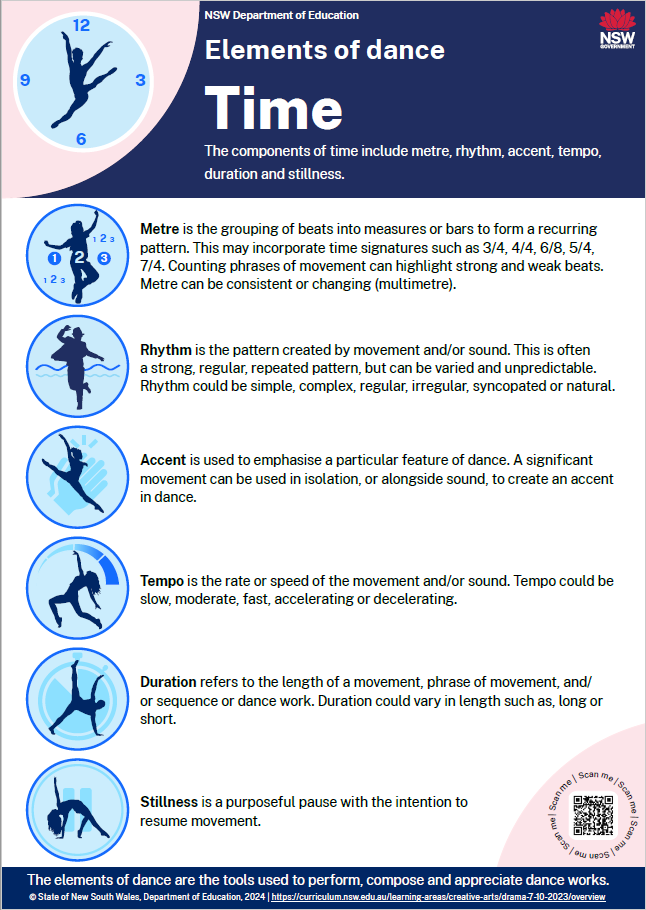 NSW Department of Education
Elements of dance
Time
The components of time include metre, rhythm, accent, tempo,
duration and stillness.
NSW
GOVERNMENT
12
9
3
6
1 2 3
1 2 3
1 2 3
Metre is the grouping of beats into measures or bars to form a recurring
pattern. This may incorporate time signatures such as 3/4, 4/4, 6/8, 5/4,
7/4. Counting phrases of movement can highlight strong and weak beats.
Metre can be consistent or changing (multimetre).
Rhythm is the pattern created by movement and/or sound. This is often
a strong, regular, repeated pattern, but can be varied and unpredictable.
Rhythm could be simple, complex, regular, irregular, syncopated or natural.
Accent is used to emphasise a particular feature of dance. A significant
movement can be used in isolation, or alongside sound, to create an accent
in dance.
Tempo is the rate or speed of the movement and/or sound. Tempo could be
slow, moderate, fast, accelerating or decelerating.
Duration refers to the length of a movement, phrase of movement, and/
or sequence or dance work. Duration could vary in length such as, long or
short.
Stillness is a purposeful pause with the intention to
resume movement.
Scan me | Scan me | Scan me | Scan me | Scan me | Scan me |
The elements of dance are the tools used to perform, compose and appreciate dance works.
© State of New South Wales, Department of Education, 2024 | https://curriculum.nsw.edu.au/learning-areas/creative-arts/drama-7-10-2023/overview